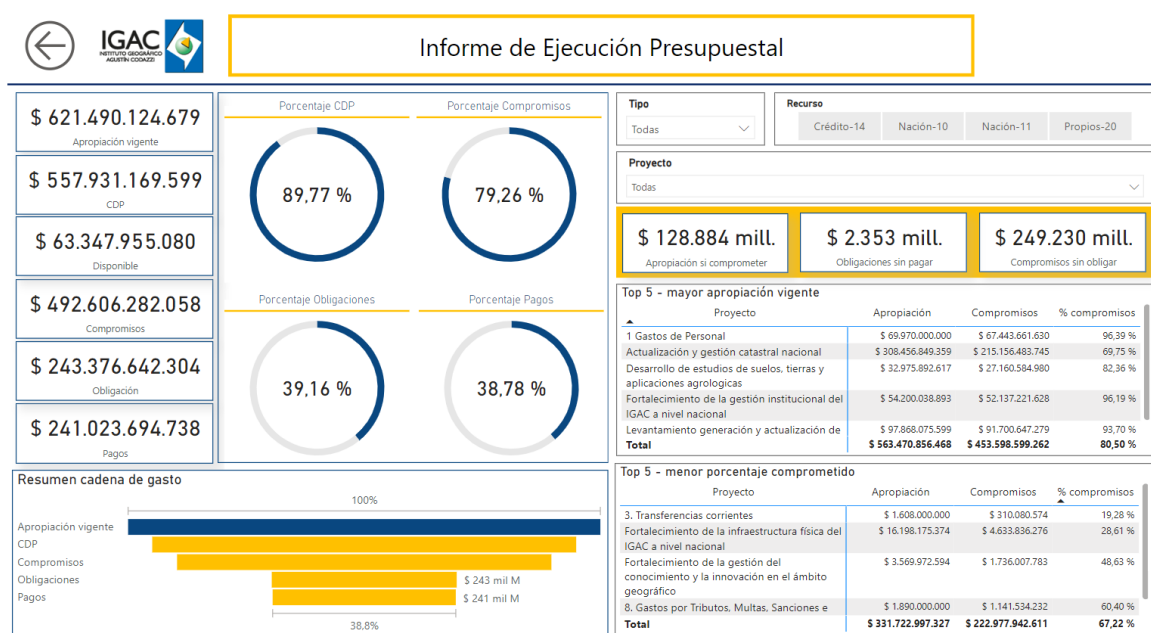 IGAC
INSTITUTO GEOGRÁFICO
AGUSTÍN CODAZZI
Informe de Ejecución Presupuestal
$ 621.490.124.679
Apropiación vigente
$ 557.931.169.599
CDP
$ 63.347.955.080
Disponible
$ 492.606.282.058
Compromisos
$ 243.376.642.304
Obligación
$ 241.023.694.738
Pagos
Porcentaje CDP
89,77 %
Porcentaje Compromisos
79,26 %
Porcentaje Obligaciones
39,16 %
Porcentaje Pagos
38,78 %
Tipo
Todas
Recurso
Crédito-14 Nación-10 Nación-11 Propios-20
Proyecto
Todas
$ 128.884 mill.
Apropiación si comprometer
$ 2.353 mill.
Obligaciones sin pagar
$ 249.230 mill.
Compromisos sin obligar
Top 5 - mayor apropiación vigente
Proyecto Apropiación Compromisos % compromisos
1 Gastos de Personal $ 69.970.000.000 $ 67.443.661.630 96,39 %
Actualización y gestión catastral nacional $ 308.456.849.359 $ 215.156.483.745 69,75 %
Desarrollo de estudios de suelos, tierras y $ 32.975.892.617 $ 27.160.584.980 82,36 %
aplicaciones agrologicas
Fortalecimiento de la gestión institucional del $ 54.200.038.893 $ 52.137.221.628 96,19 %
IGAC a nivel nacional
Levantamiento generación y actualización de $ 97.868.075.599 $ 91.700.647.279 93,70 %
Total $ 563.470.856.468 $ 453.598.599.262 80,50 %
Resumen cadena de gasto
100%
Apropiación vigente
CDP
Compromisos
Obligaciones $ 243 mil M
Pagos $ 241 mil M
38,8%
Top 5 - menor porcentaje comprometido
Proyecto Apropiación Compromisos % compromisos
3. Transferencias corrientes $ 1.608.000.000 $ 310.080.574 19,28 %
Fortalecimiento de la infraestructura física del $ 16.198.175.374 $ 4.633.836.276 28,61 %
IGAC a nivel nacional
Fortalecimiento de la gestión del $ 3.569.972.594 $ 1.736.007.783 48,63 %
conocimiento y la innovación en el ámbito
geográfico
8. Gastos por Tributos, Multas, Sanciones e $ 1.890.000.000 $ 1.141.534.232 60,40 %
Total $ 331.722.997.327 $ 222.977.942.611 67,22 %